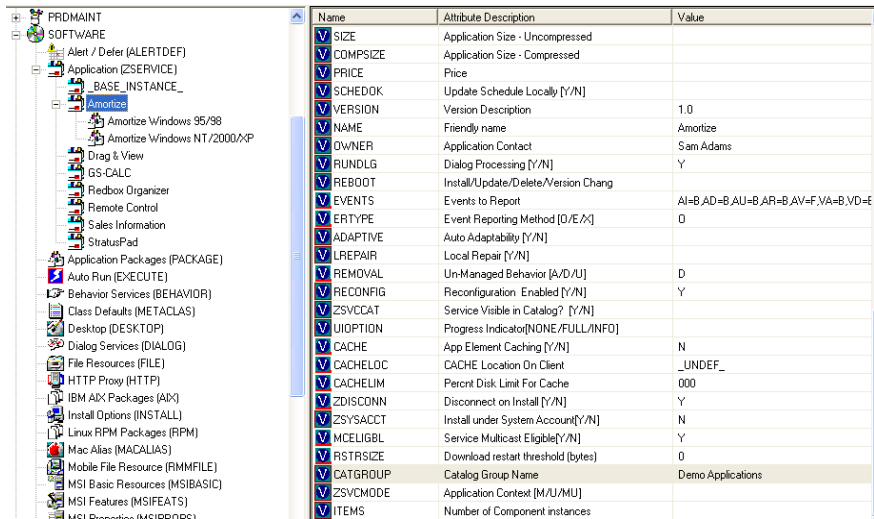 PRDMAINT
SOFTWARE
Alert / Defer (ALERTDEF)
Application (ZSERVICE)
_BASE_INSTANCE_
Amortize
Amortize Windows 95/98
Amortize Windows NT/2000/XP
Drag & View
GS-CALC
Redbox Organizer
Remote Control
Sales Information
StratusPad
Application Packages (PACKAGE)
Auto Run (EXECUTE)
Behavior Services (BEHAVIOR)
Class Defaults (METACLAS)
Desktop (DESKTOP)
Dialog Services (DIALOG)
File Resources (FILE)
HTTP Proxy (HTTP)
IBM AIX Packages (AIX)
Install Options (INSTALL)
Linux RPM Packages (RPM)
Mac Alias (MACALIAS)
Mobile File Resource (RMMFILE)
MSI Basic Resources (MSIBASIC)
MSI Features (MSIFEATS)
MSI Properties (MSIPROPS)
Name Attribute Description Value
V SIZE Application Size - Uncompressed
V COMPSIZE Application Size - Compressed
V PRICE Price
V SCHEDOK Update Schedule Locally [Y/N]
V VERSION Version Description 1.0
V NAME Friendly name Amortize
V OWNER Application Contact Sam Adams
V RUNDLG Dialog Processing [Y/N] Y
V REBOOT Install/Update/Delete/Version Chang
V EVENTS Events to Report AI=B,AD=B,AU=B,AR=B,AV=F,VA=B,VD=E
V ERTYPE Event Reporting Method [O/E/X] O
V ADAPTIVE Auto Adaptability [Y/N]
V LREPAIR Local Repair [Y/N]
V REMOVAL Un-Managed Behavior [A/D/U] D
V RECONFIG Reconfiguration Enabled [Y/N] Y
V ZSVCCAT Service Visible in Catalog? [Y/N]
V UIOPTION Progress Indicator[NONE/FULL/INFO]
V CACHE App Element Caching [Y/N] N
V CACHELOC CACHE Location On Client _UNDEF_
V CACHELIM Percnt Disk Limit For Cache 000
V ZDISCONN Disconnect on Install [Y/N] Y
V ZSYSACCT Install under System Account[Y/N] N
V MCELIGBL Service Multicast Eligible[Y/N] Y
V RSTRSIZE Download restart threshold (bytes) 0
V CATGROUP Catalog Group Name Demo Applications
V ZSVCMODE Application Context [M/U/MU]
V ITEMS Number of Component instances